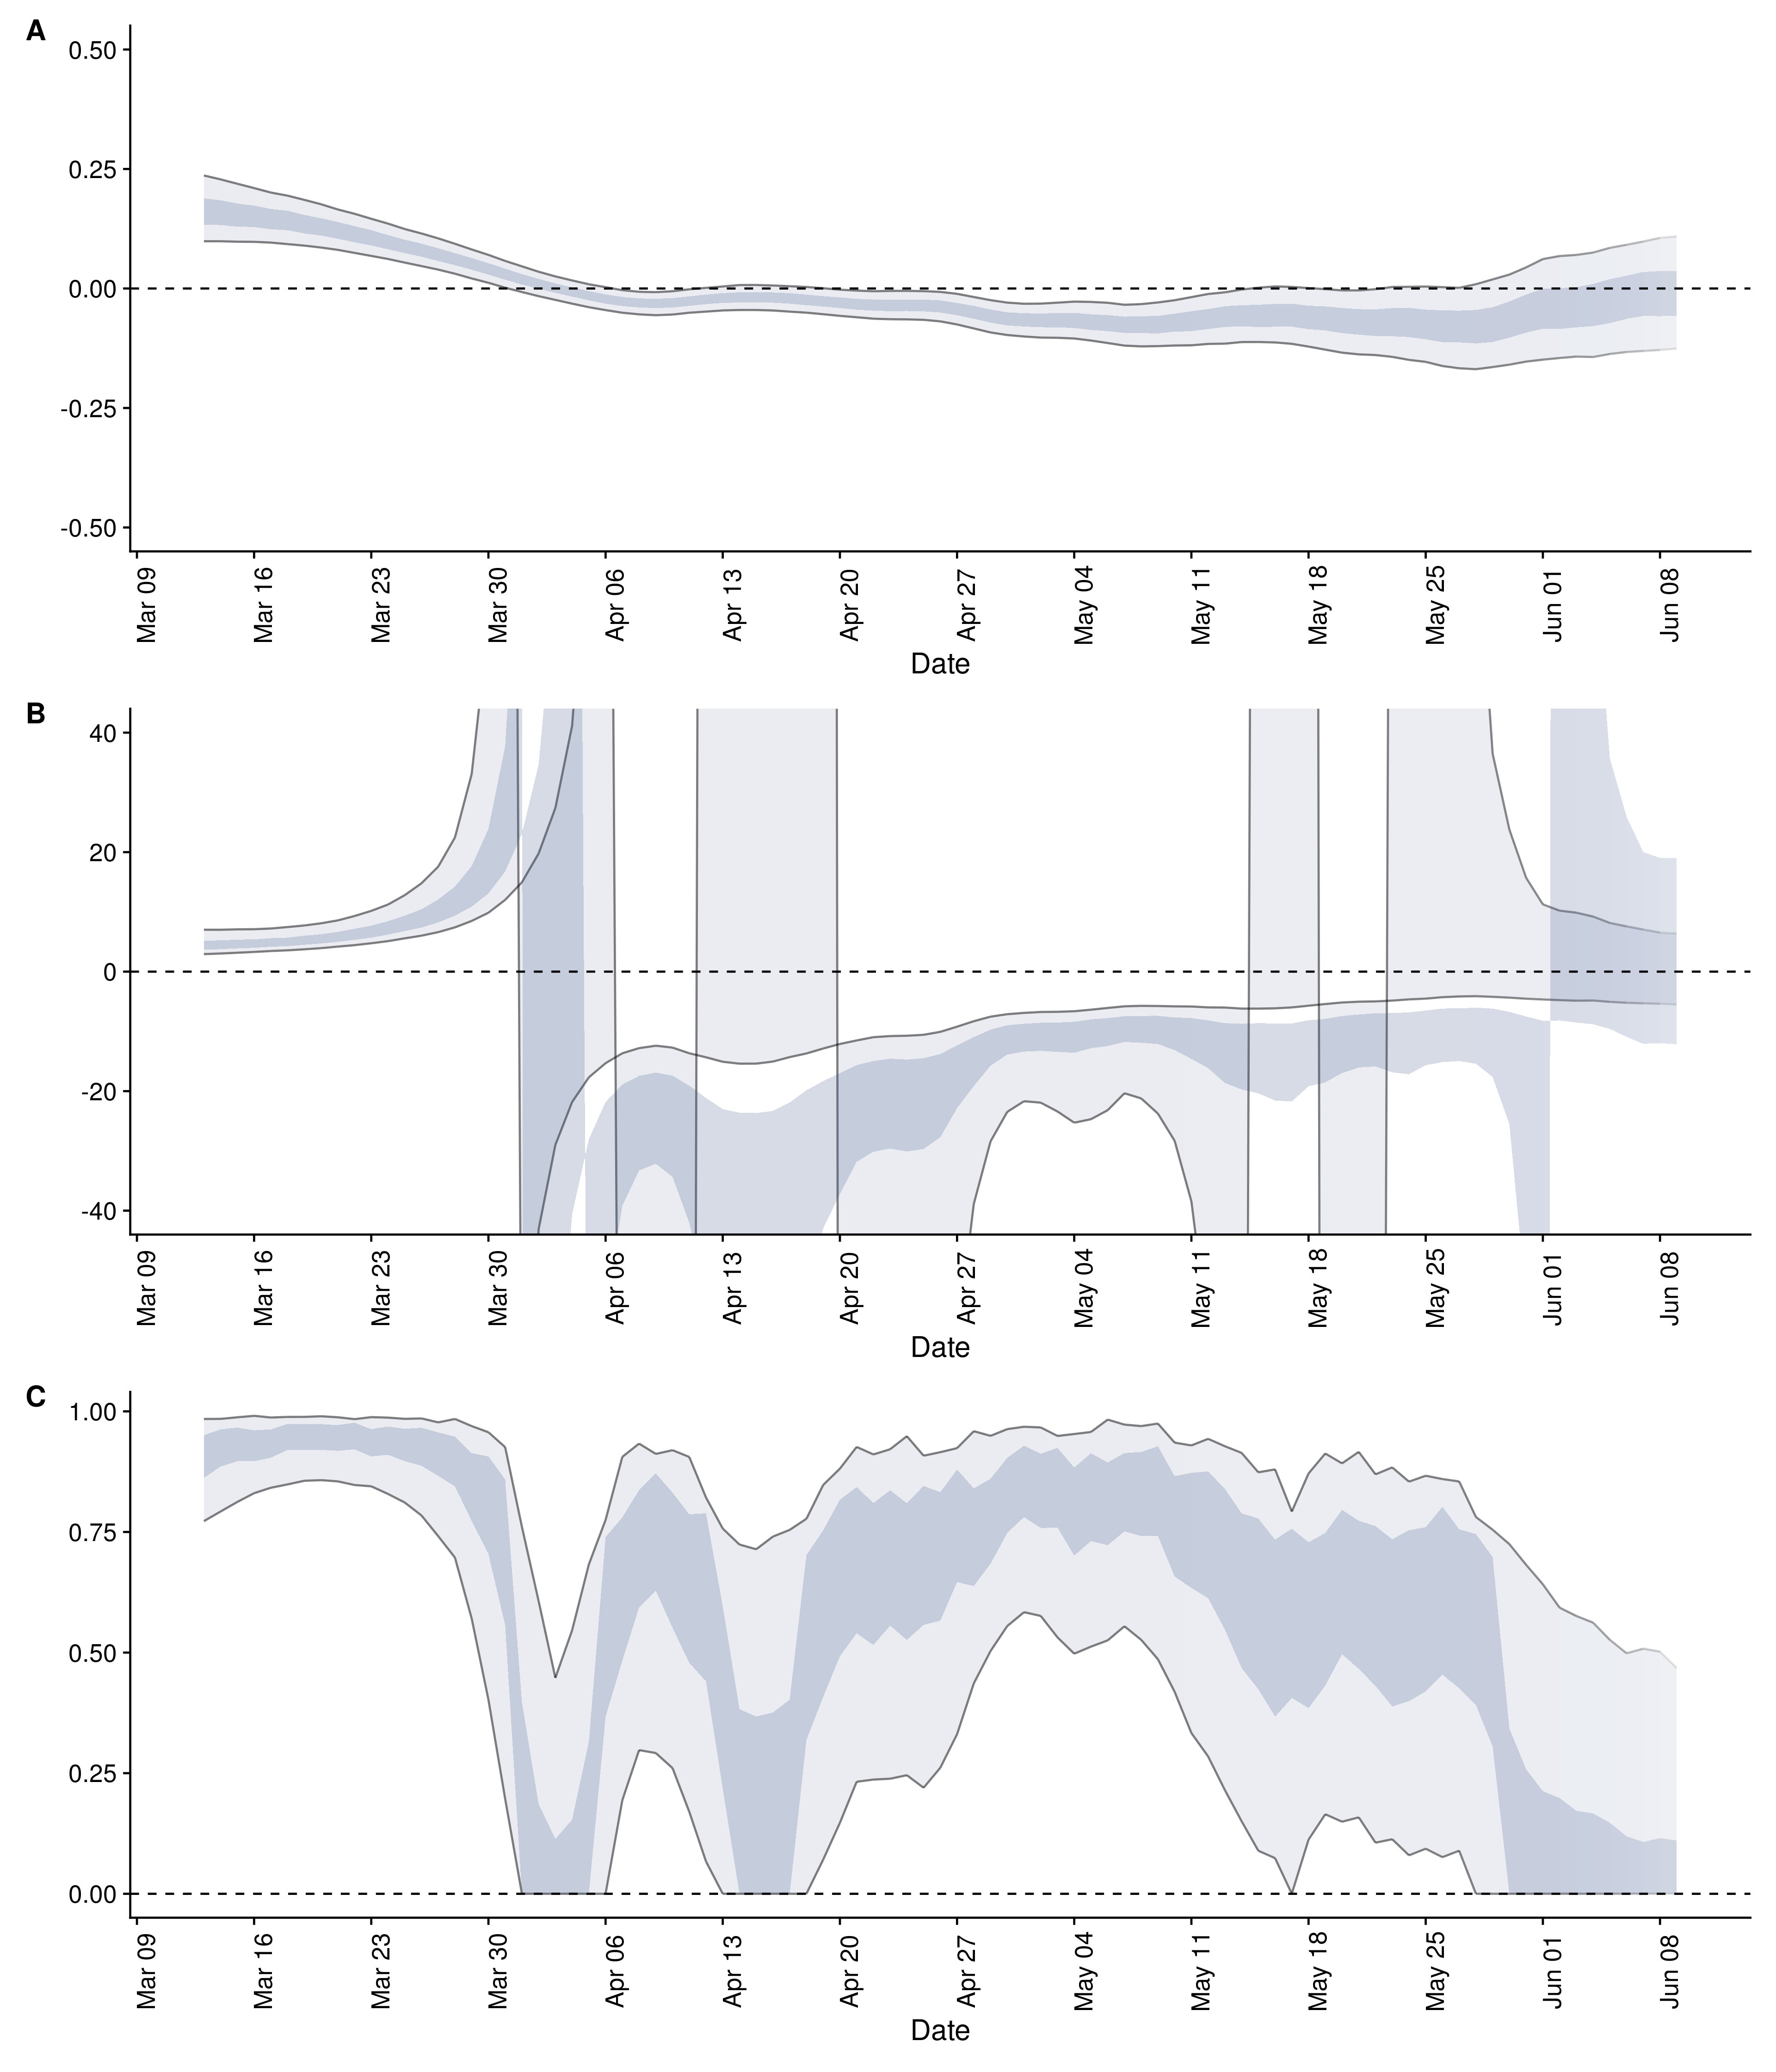 A
0.50
0.25
0.00
-0.25
-0.50
Mar 09
Mar 16
Mar 23
Mar 30
Apr 06
Apr 13
Apr 20
Apr 27
May 04
May 11
May 18
May 25
Jun 01
Jun 08
Date
B
40
20
0
-20
-40
Mar 09
Mar 16
Mar 23
Mar 30
Apr 06
Apr 13
Apr 20
Apr 27
May 04
May 11
May 18
May 25
Jun 01
Jun 08
Date
C
1.00
0.75
0.50
0.25
0.00
Mar 09
Mar 16
Mar 23
Mar 30
Apr 06
Apr 13
Apr 20
Apr 27
May 04
May 11
May 18
May 25
Jun 01
Jun 08
Date